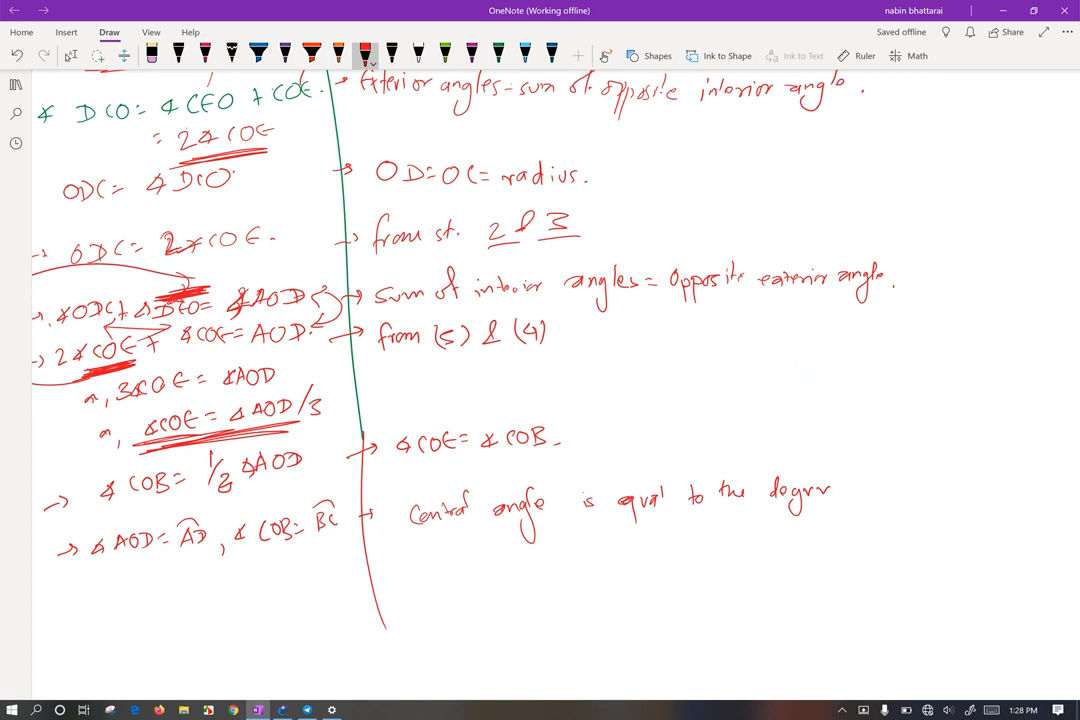 OneNote (Working offline)
nabin bhattarai
Home Insert Draw View Help
Saved offline
Share
Shapes
Ink to Shape
Ink to Text
Ruler
Math
∡ DCO = ∡ CEO + COE. → Exterior angles = sum of opposite interior angle.
= 2∡COE
ODC = ∡DCO → OD = OC = radius.
→ ODC = 2∡COE. → from st. 2 & 3
→ ∡ODC + ∡DEO = ∡AOD → sum of interior angles = Opposite exterior angle.
→ 2∡COE + ∡COE = AOD. → from (5) & (4)
3∡COE = ∡AOD
∡COE = ∡AOD/3
→ ∡COB = 1/3 ∡AOD → ∡COE = ∡COB
→ ∡AOD = AD, ∡COB = BC → Central angle is equal to the degrr
1:28 PM